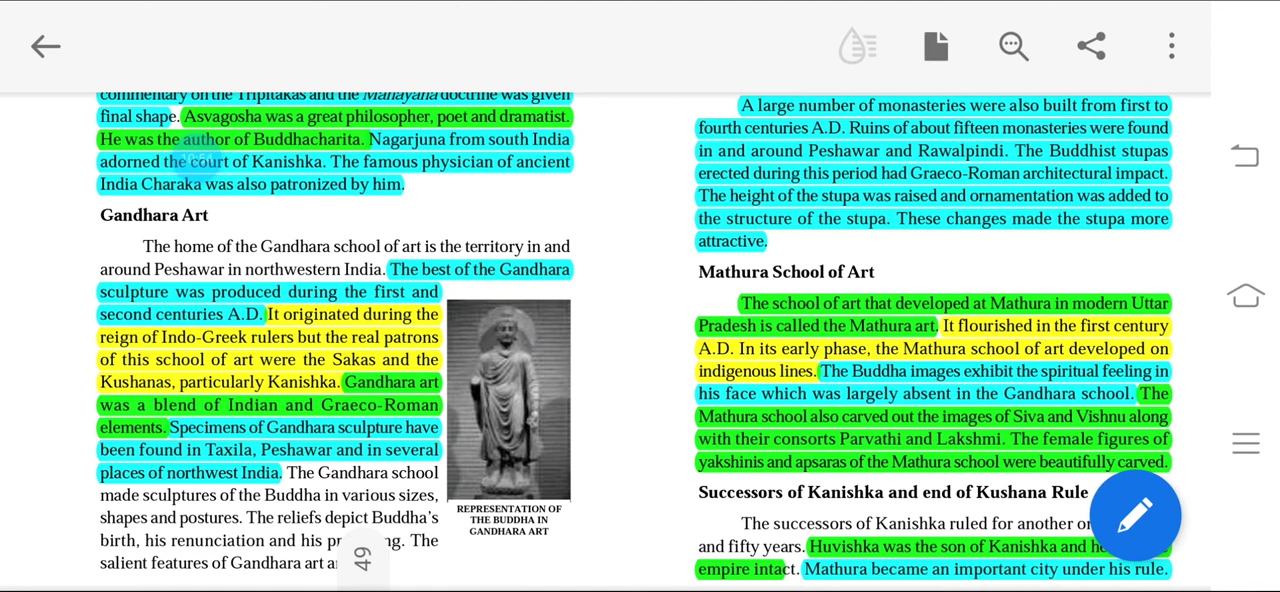 commentary on the Tripitakas and the Mahayana doctrine was given
final shape. Asvagosha was a great philosopher, poet and dramatist.
He was the author of Buddhacharita. Nagarjuna from south India
adorned the court of Kanishka. The famous physician of ancient
India Charaka was also patronized by him.
Gandhara Art
The home of the Gandhara school of art is the territory in and
around Peshawar in northwestern India. The best of the Gandhara
sculpture was produced during the first and
second centuries A.D. It originated during the
reign of Indo-Greek rulers but the real patrons
of this school of art were the Sakas and the
Kushanas, particularly Kanishka. Gandhara art
was a blend of Indian and Graeco-Roman
elements. Specimens of Gandhara sculpture have
been found in Taxila, Peshawar and in several
places of northwest India. The Gandhara school
made sculptures of the Buddha in various sizes,
shapes and postures. The reliefs depict Buddha's
birth, his renunciation and his The
salient features of Gandhara art
REPRESENTATION OF
THE BUDDHA IN
GANDHARA ART
49
A large number of monasteries were also built from first to
fourth centuries A.D. Ruins of about fifteen monasteries were found
in and around Peshawar and Rawalpindi. The Buddhist stupas
erected during this period had Graeco-Roman architectural impact.
The height of the stupa was raised and ornamentation was added to
the structure of the stupa. These changes made the stupa more
attractive.
Mathura School of Art
The school of art that developed at Mathura in modern Uttar
Pradesh is called the Mathura art. It flourished in the first century
A.D. In its early phase, the Mathura school of art developed on
indigenous lines. The Buddha images exhibit the spiritual feeling in
his face which was largely absent in the Gandhara school. The
Mathura school also carved out the images of Siva and Vishnu along
with their consorts Parvathi and Lakshmi. The female figures of
yakshinis and apsaras of the Mathura school were beautifully carved.
Successors of Kanishka and end of Kushana Rule
The successors of Kanishka ruled for another
and fifty years. Huvishka was the son of Kanishka and
empire intact. Mathura became an important city under his rule.